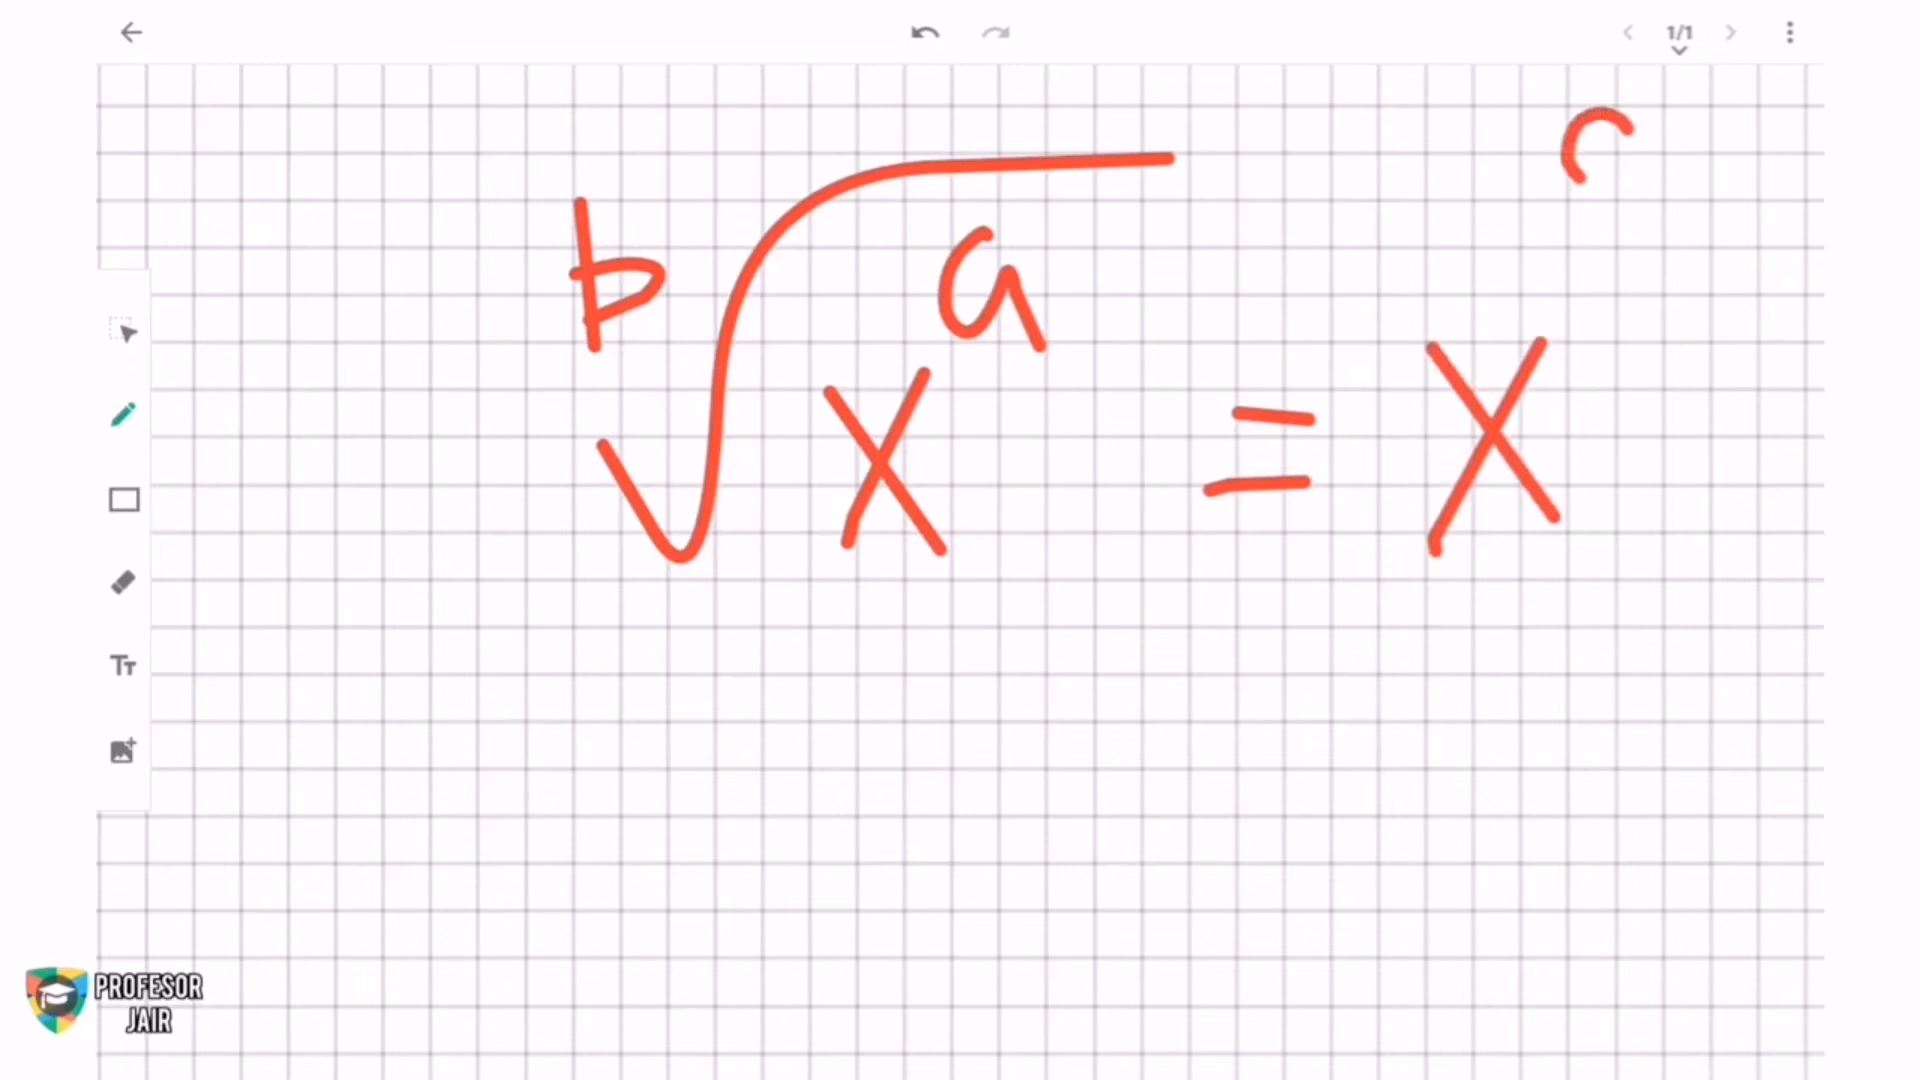 1/1
b√x^a = x
Tт
PROFESOR
JAIR